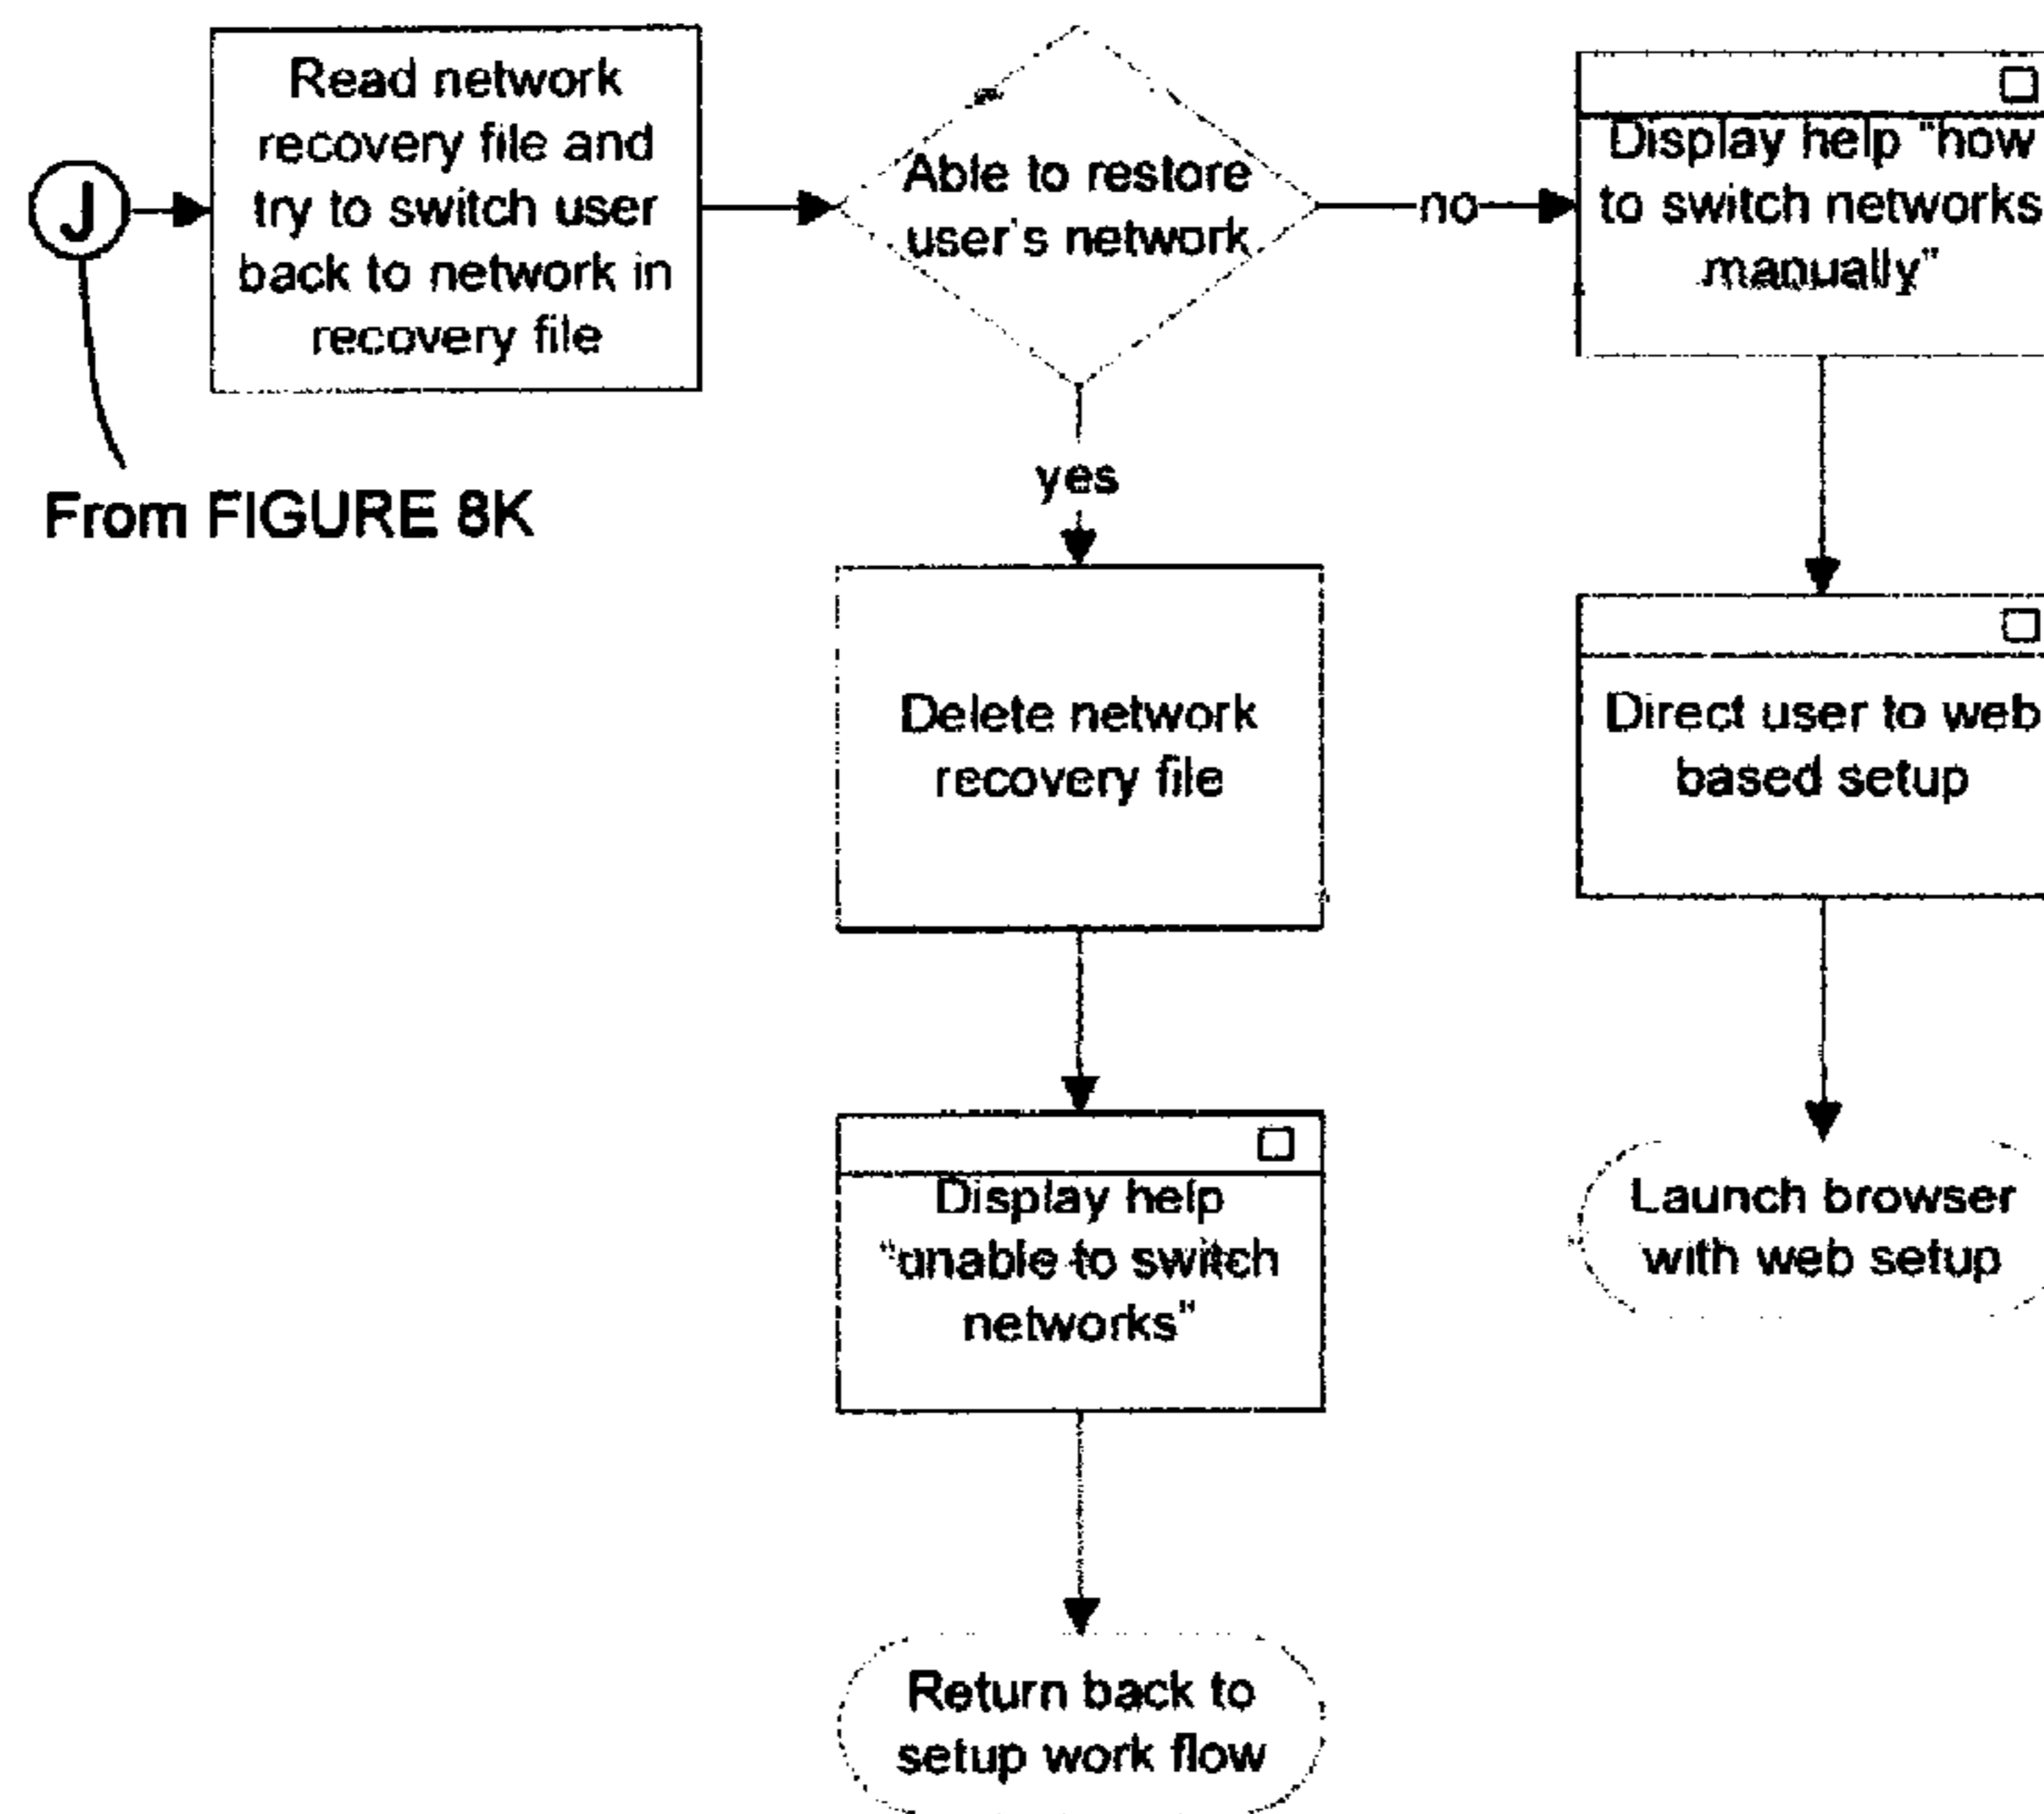 Read network
recovery file and
try to switch user
back to network in
recovery file
J
From FIGURE 8K
Able to restore
user's network
no
yes
Display help "how
to switch networks
manually"
Delete network
recovery file
Direct user to web
based setup
Display help
"unable to switch
networks"
Launch browser
with web setup
Return back to
setup work flow